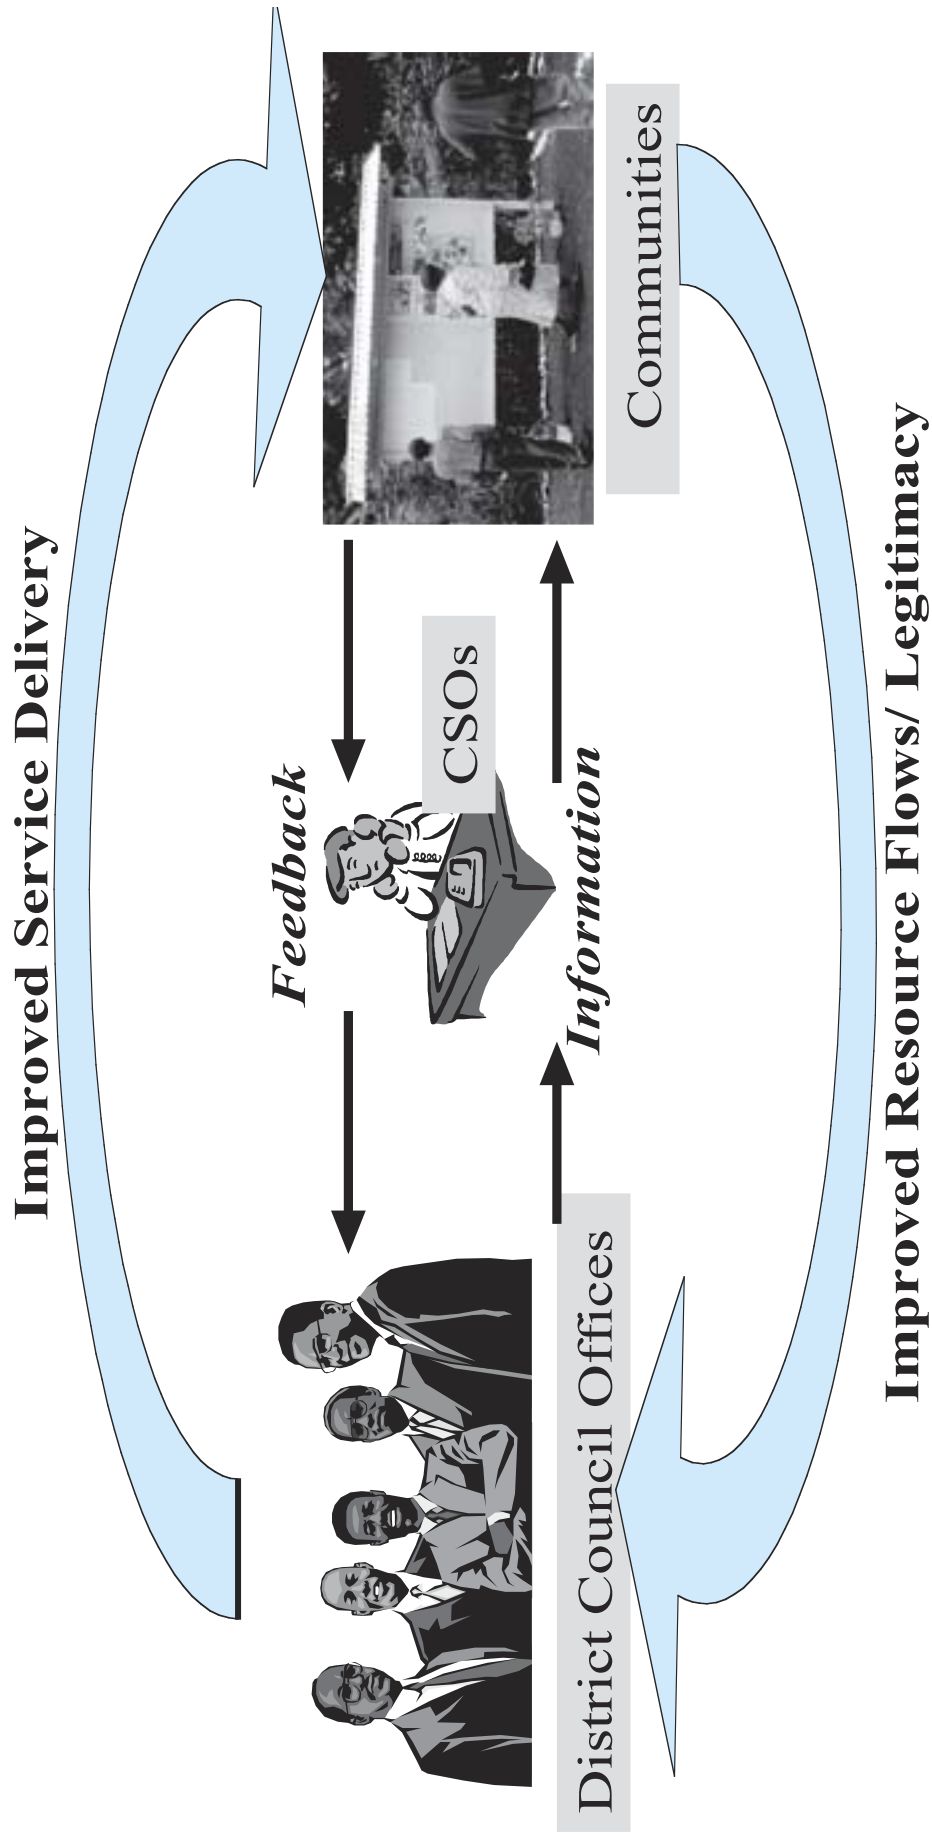 Improved Service Delivery
Feedback
CSOs
Information
District Council Offices
Communities
Improved Resource Flows/ Legitimacy